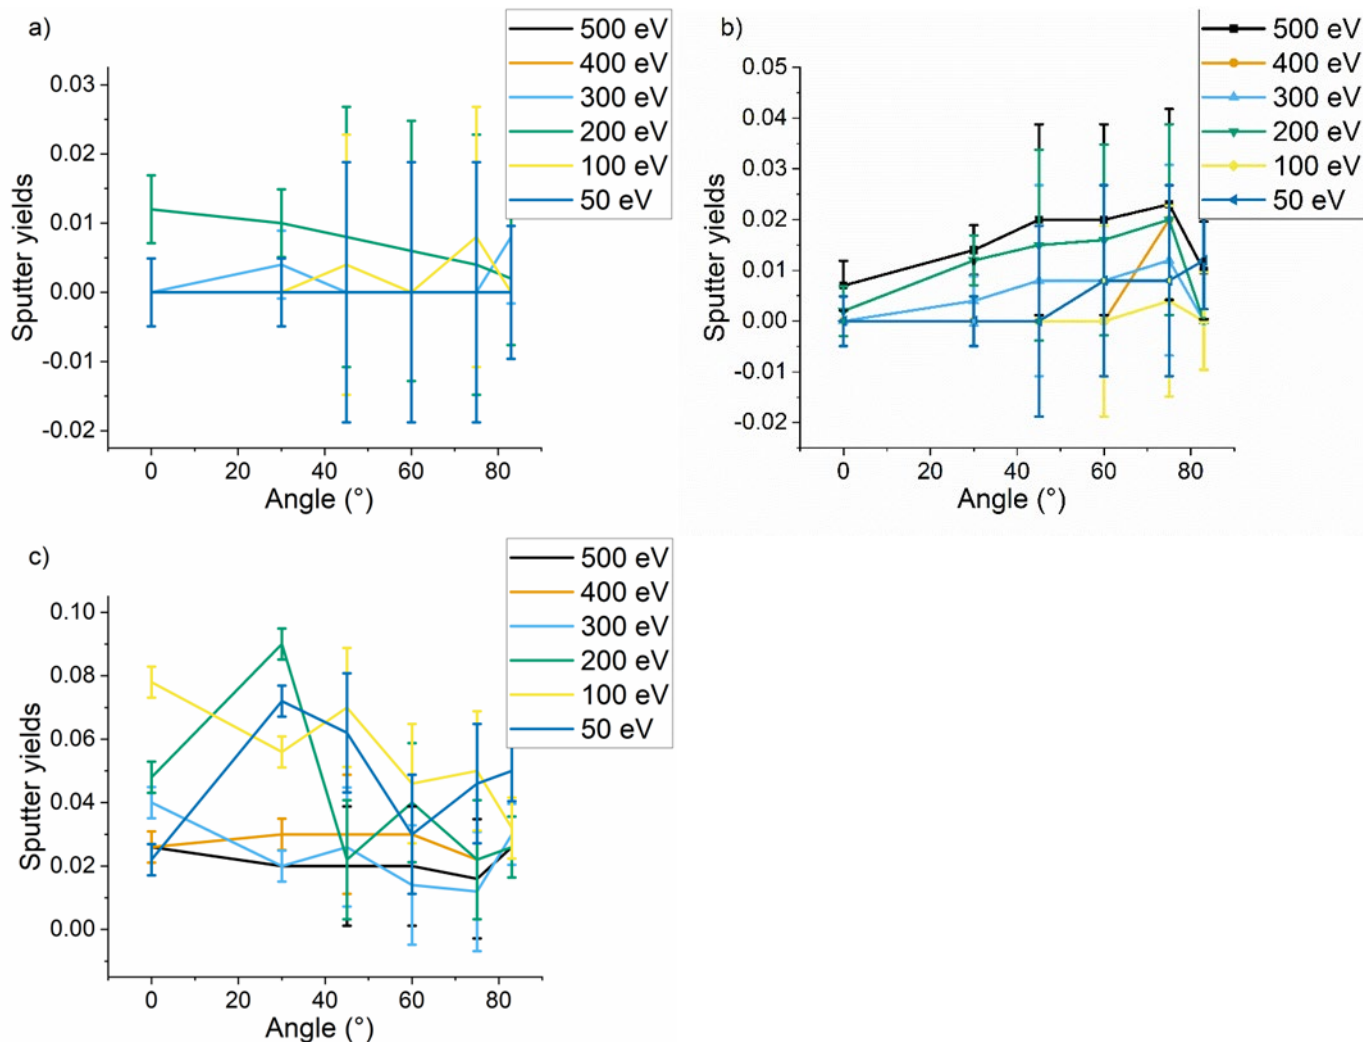 a)
500 eV
400 eV
300 eV
200 eV
100 eV
50 eV
0.03
0.02
0.01
0.00
-0.01
-0.02
Sputter yields
0 20 40 60 80
Angle (°)
b)
500 eV
400 eV
300 eV
200 eV
100 eV
50 eV
0.05
0.04
0.03
0.02
0.01
0.00
-0.01
-0.02
Sputter yields
0 20 40 60 80
Angle (°)
c)
500 eV
400 eV
300 eV
200 eV
100 eV
50 eV
0.10
0.08
0.06
0.04
0.02
0.00
Sputter yields
0 20 40 60 80
Angle (°)